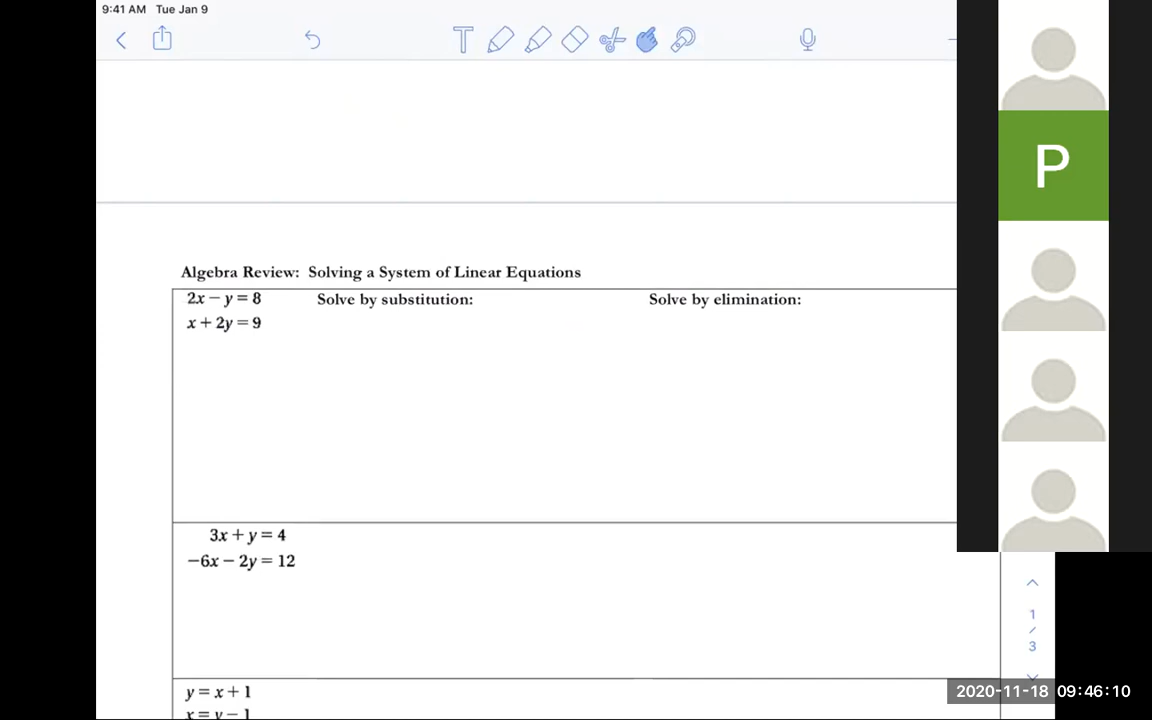 9:41 AM Tue Jan 9
T
P
Algebra Review: Solving a System of Linear Equations
2x − y = 8
x + 2y = 9
Solve by substitution:
Solve by elimination:
3x + y = 4
−6x − 2y = 12
y = x + 1
x = y − 1
1
/
3
2020-11-18 09:46:10